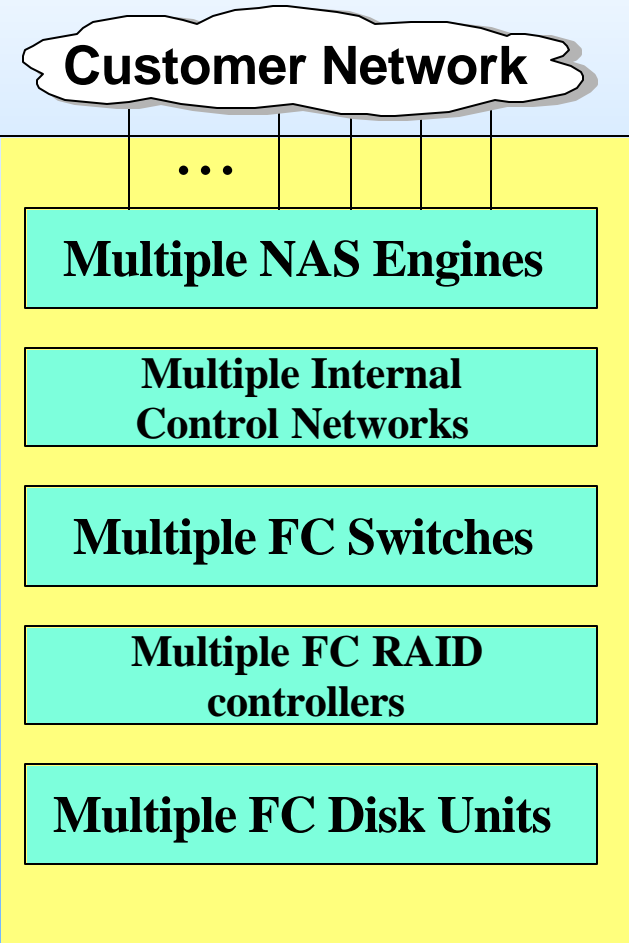 Customer Network
...
Multiple NAS Engines
Multiple Internal
Control Networks
Multiple FC Switches
Multiple FC RAID
controllers
Multiple FC Disk Units